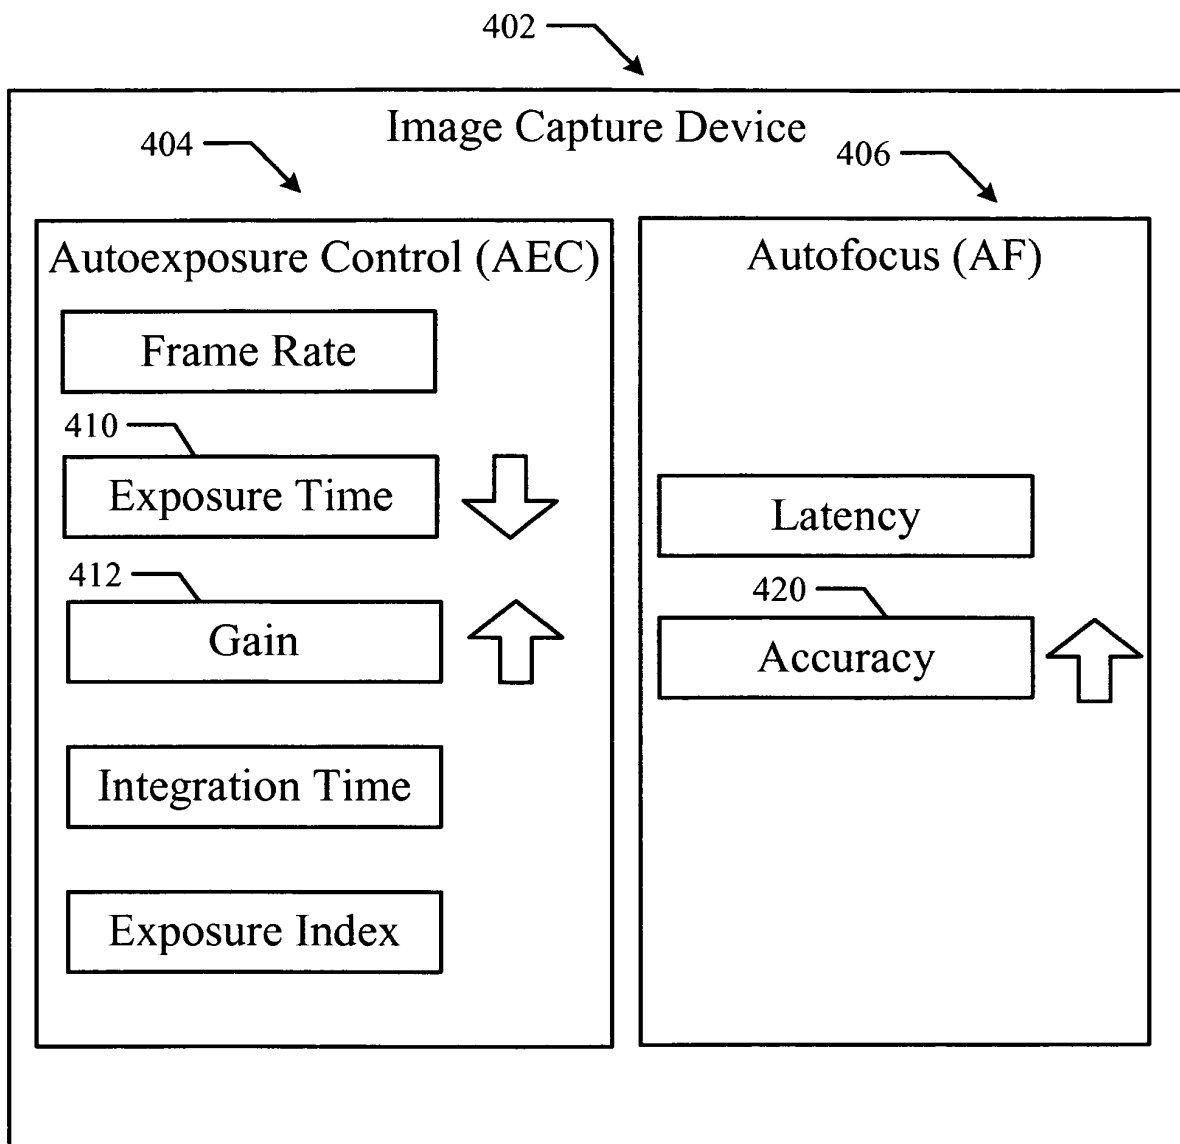 402
Image Capture Device
404
406
Autoexposure Control (AEC)
Frame Rate
410
Exposure Time
412
Gain
Integration Time
Exposure Index
Autofocus (AF)
Latency
420
Accuracy